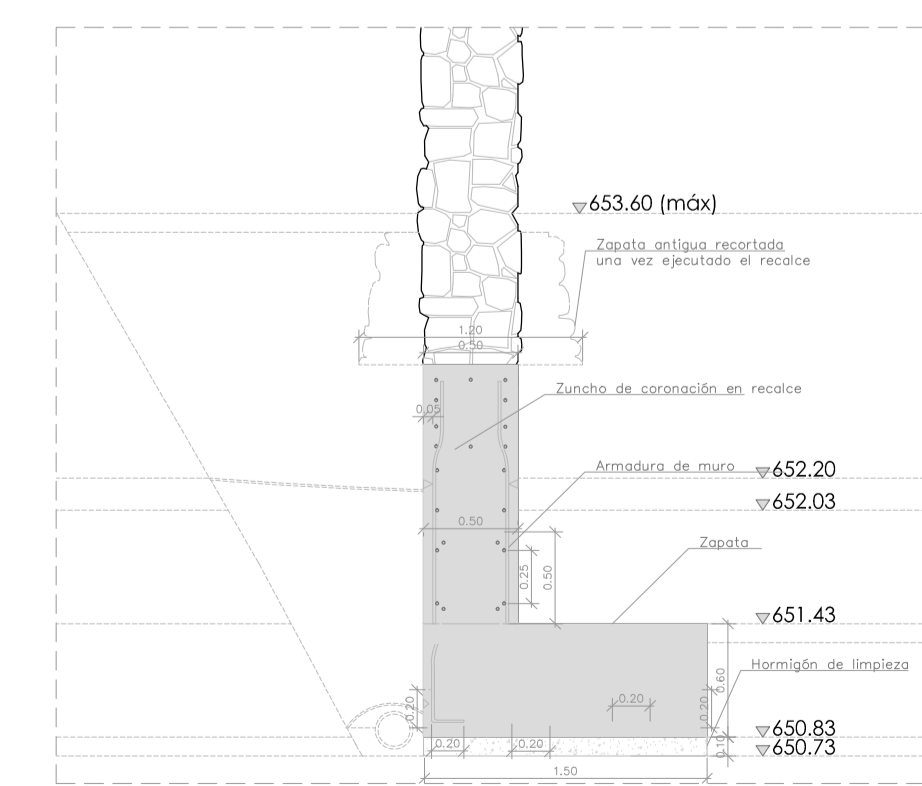 653.60 (máx)
Zapata antigua recortada
una vez ejecutado el recalce
1.20
0.50
Zuncho de coronación en recalce
0.05
Armadura de muro
652.20
652.03
0.50
Zapata
0.25
0.50
651.43
Hormigón de limpieza
0.60
0.20
0.20
0.20
650.83
0.20
0.20
0.10
650.73
1.50